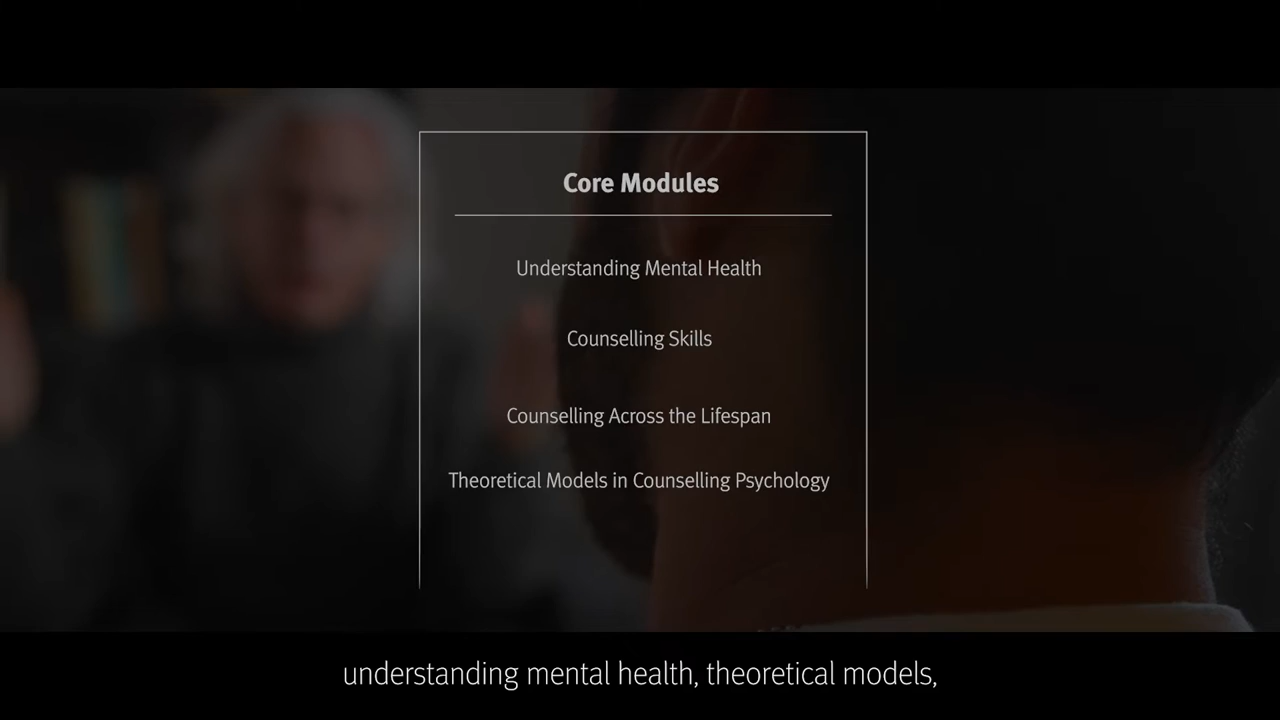 Core Modules
Understanding Mental Health
Counselling Skills
Counselling Across the Lifespan
Theoretical Models in Counselling Psychology
understanding mental health, theoretical models,